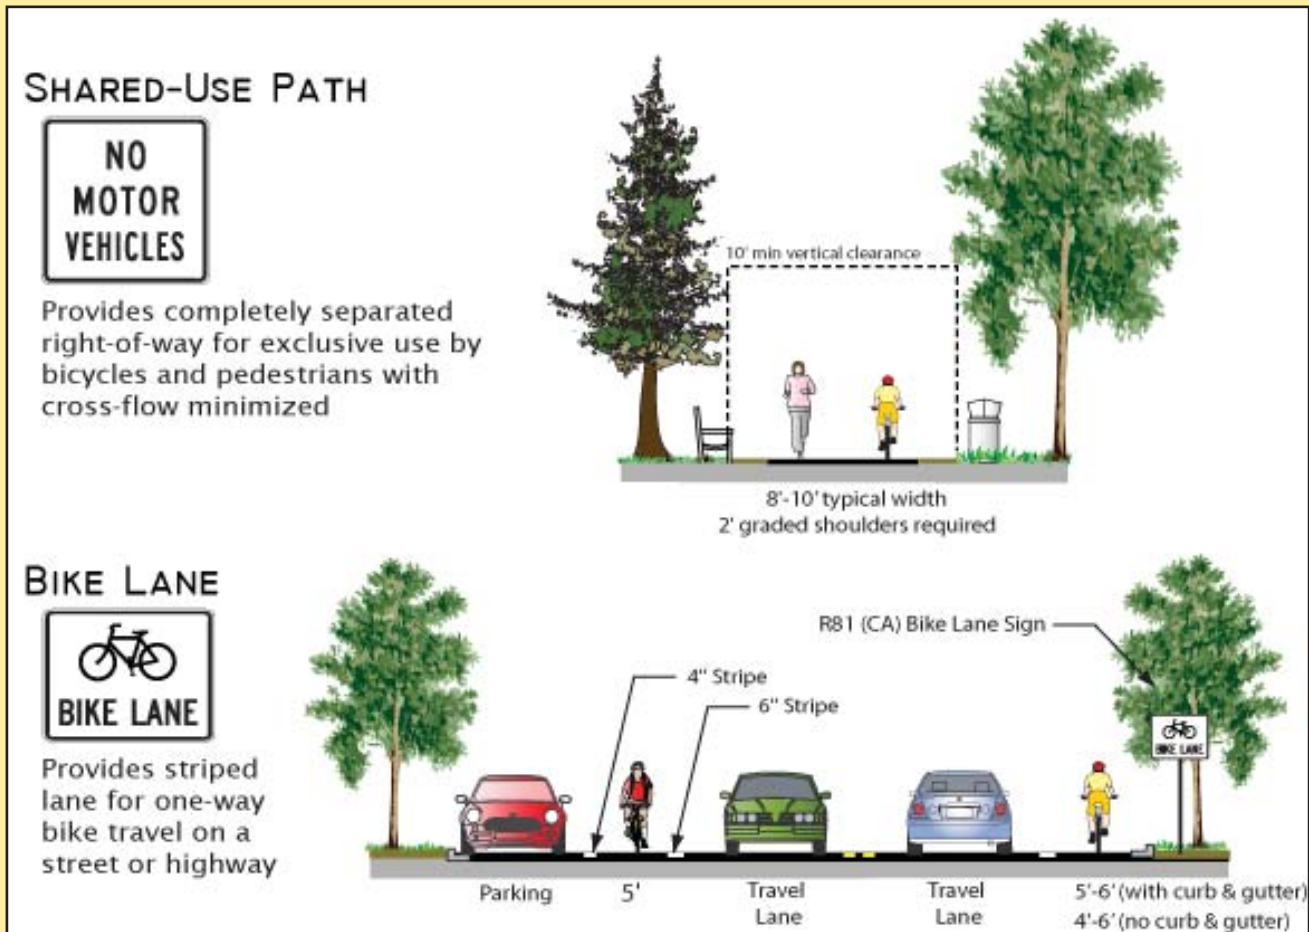 SHARED-USE PATH
NO
MOTOR
VEHICLES
Provides completely separated
right-of-way for exclusive use by
bicycles and pedestrians with
cross-flow minimized
10' min vertical clearance
8'-10' typical width
2' graded shoulders required
BIKE LANE
BIKE LANE
Provides striped
lane for one-way
bike travel on a
street or highway
R81 (CA) Bike Lane Sign
4" Stripe
6" Stripe
BIKE LANE
Parking
5'
Travel
Lane
Travel
Lane
5'-6' (with curb & gutter)
4'-6' (no curb & gutter)